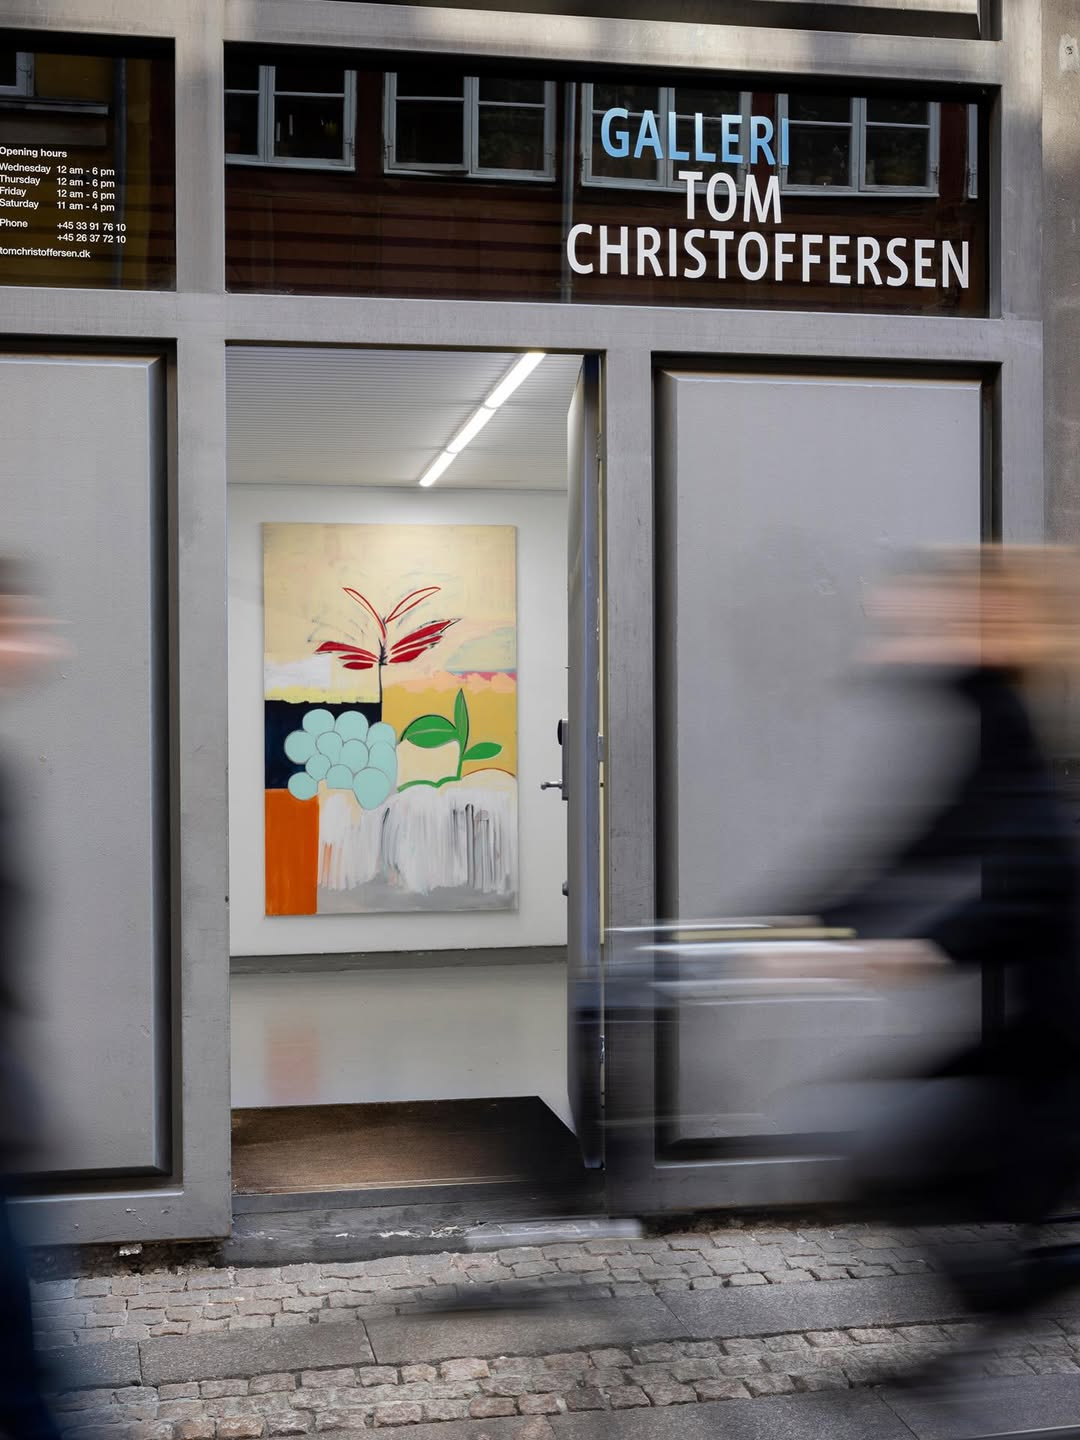 Opening hours
Wednesday 12 am - 6 pm
Thursday 12 am - 6 pm
Friday 12 am - 6 pm
Saturday 11 am - 4 pm
Phone +45 33 91 76 10
+45 26 37 72 10
tomchristoffersen.dk
GALLERI
TOM
CHRISTOFFERSEN